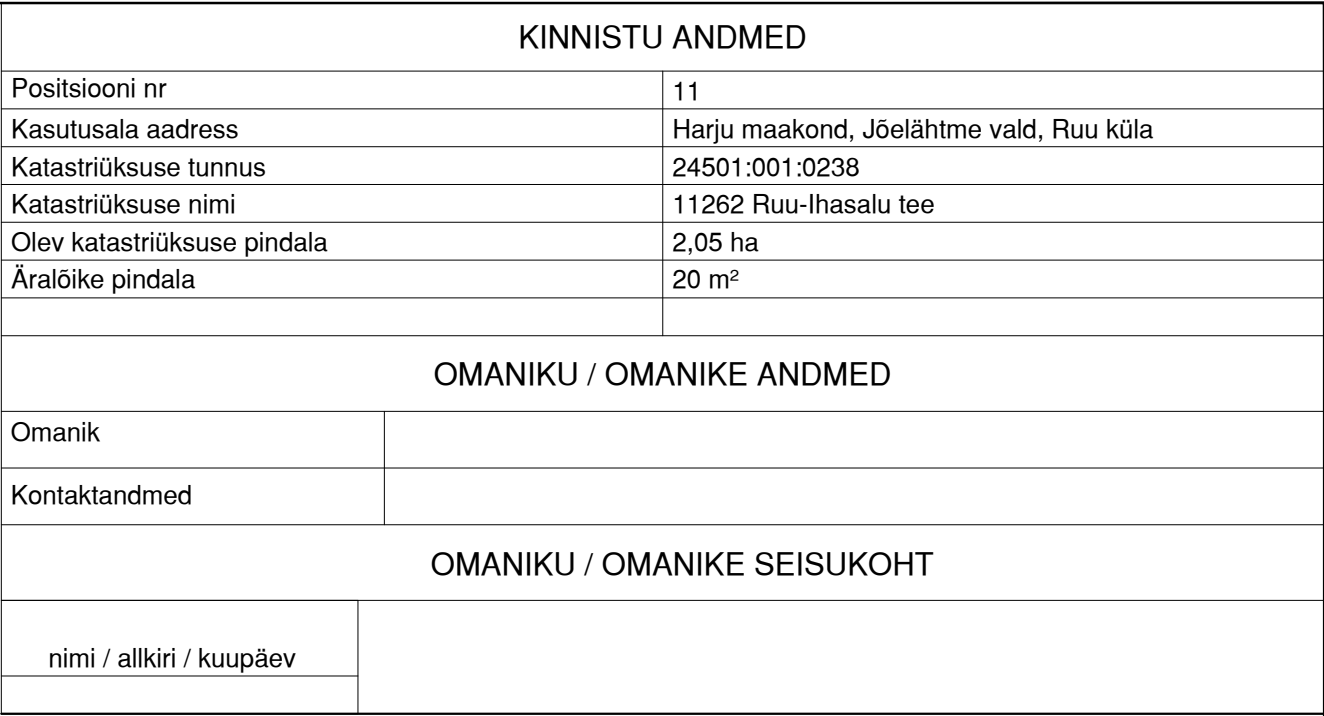 KINNISTU ANDMED
Positsiooni nr 11
Kasutusala aadress Harju maakond, Jõelähtme vald, Ruu küla
Katastriüksuse tunnus 24501:001:0238
Katastriüksuse nimi 11262 Ruu-Ihasalu tee
Olev katastriüksuse pindala 2,05 ha
Äralõike pindala 20 m²
OMANIKU / OMANIKE ANDMED
Omanik
Kontaktandmed
OMANIKU / OMANIKE SEISUKOHT
nimi / allkiri / kuupäev